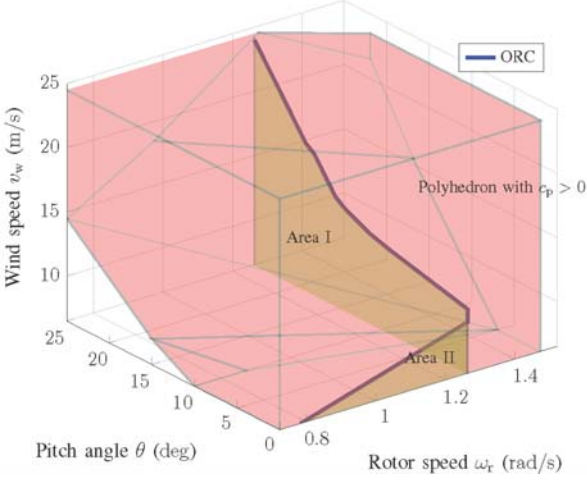 ORC
25
20
15
10
Wind speed v_w (m/s)
Polyhedron with c_p > 0
Area I
Area II
25
20
15
10
5
0
Pitch angle θ (deg)
0.8
1
1.2
1.4
Rotor speed ω_r (rad/s)